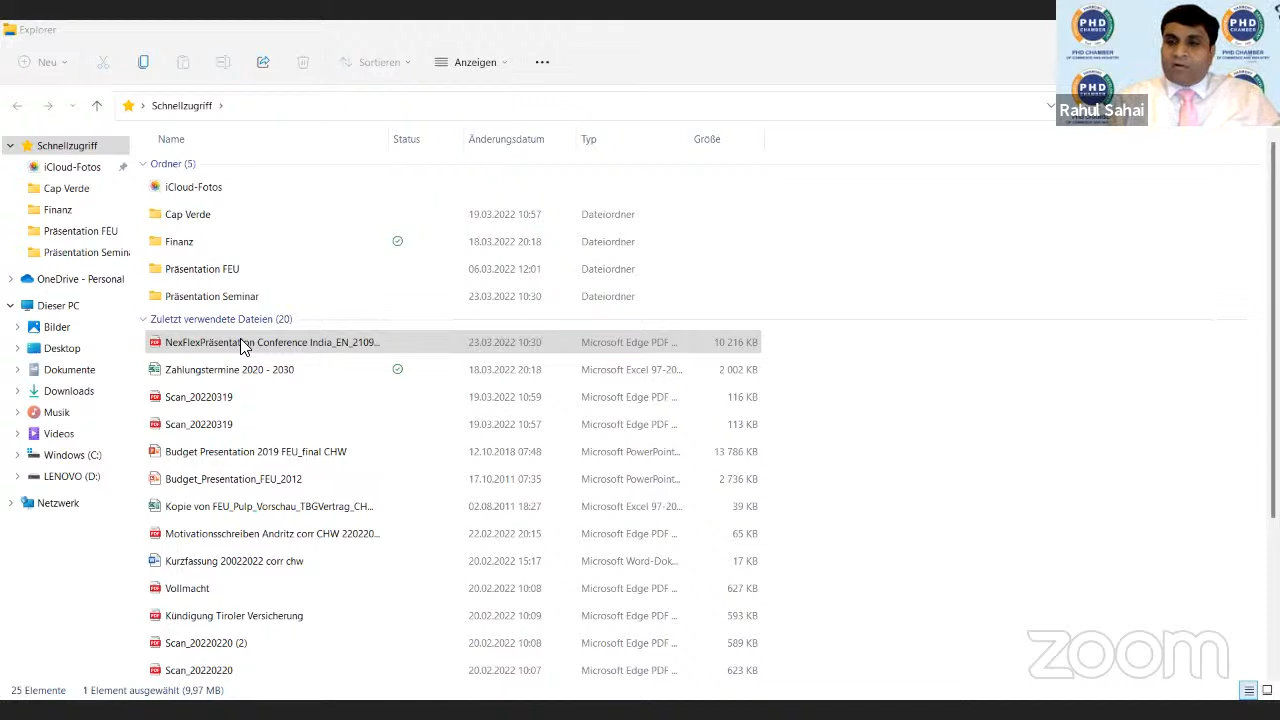 Explorer
Neu
Sortieren
Anzeigen
Schnellzugriff
Rahul Sahai
PHD CHAMBER
OF COMMERCE AND INDUSTRY
PHD
PHD
CHAMBER
PHD
CHAMBER
Name Status Änderungsdatum Typ Größe
Schnellzugriff
iCloud-Fotos
Cap Verde
Finanz
Präsentation FEU
Präsentation Semin
OneDrive - Personal
Dieser PC
Bilder
Desktop
Dokumente
Downloads
Musik
Videos
Windows (C:)
LENOVO (D:)
Netzwerk
Ordner (5)
iCloud-Fotos
Cap Verde 19.03.2022 10:57 Dateiordner
Finanz 18.03.2022 20:18 Dateiordner
Präsentation FEU 06.03.2022 12:01 Dateiordner
Präsentation Seminar 23.03.2022 10:30 Dateiordner
Zuletzt verwendete Dateien (20)
NexFlexPräsentation Conference India_EN_2109... 23.03.2022 10:30 Microsoft Edge PDF ... 10 216 KB
Zahlungstermine 2020 - 2030 18.03.2022 20:18 Microsoft Excel 97-20... 2 002 KB
Scan_20220319 19.03.2022 10:59 Microsoft Edge PDF ... 116 KB
Scan_20220319 19.03.2022 10:57 Microsoft Edge PDF ... 113 KB
Budget Presentation 2019 FEU_final CHW 12.10.2018 07:48 Microsoft PowerPoint... 13 786 KB
Budget_Presentation_FEU_2012 17.10.2011 07:35 Microsoft PowerPoint... 2 736 KB
Kopie von FEU_Pulp_Vorschau_TBGVertrag_CH... 02.08.2011 18:27 Microsoft Excel 97-20... 39 KB
Motivationsschreiben Andritz corr CHW 220220... 22.02.2022 20:15 Microsoft Edge PDF ... 65 KB
Kurzfassung 20022022 corr chw 20.02.2022 15:17 Microsoft Word-Dok... 17 KB
Vollmacht 20.02.2022 10:08 Microsoft Edge PDF ... 627 KB
Kündigung Tiroler Versicherung 20.02.2022 10:09 Microsoft Edge PDF ... 593 KB
Scan_20220220 (2) 20.02.2022 10:08 Microsoft Edge PDF ... 589 KB
Scan_20220220 20.02.2022 10:07 Microsoft Edge PDF ... 623 KB
zoom
25 Elemente 1 Element ausgewählt (9,97 MB)